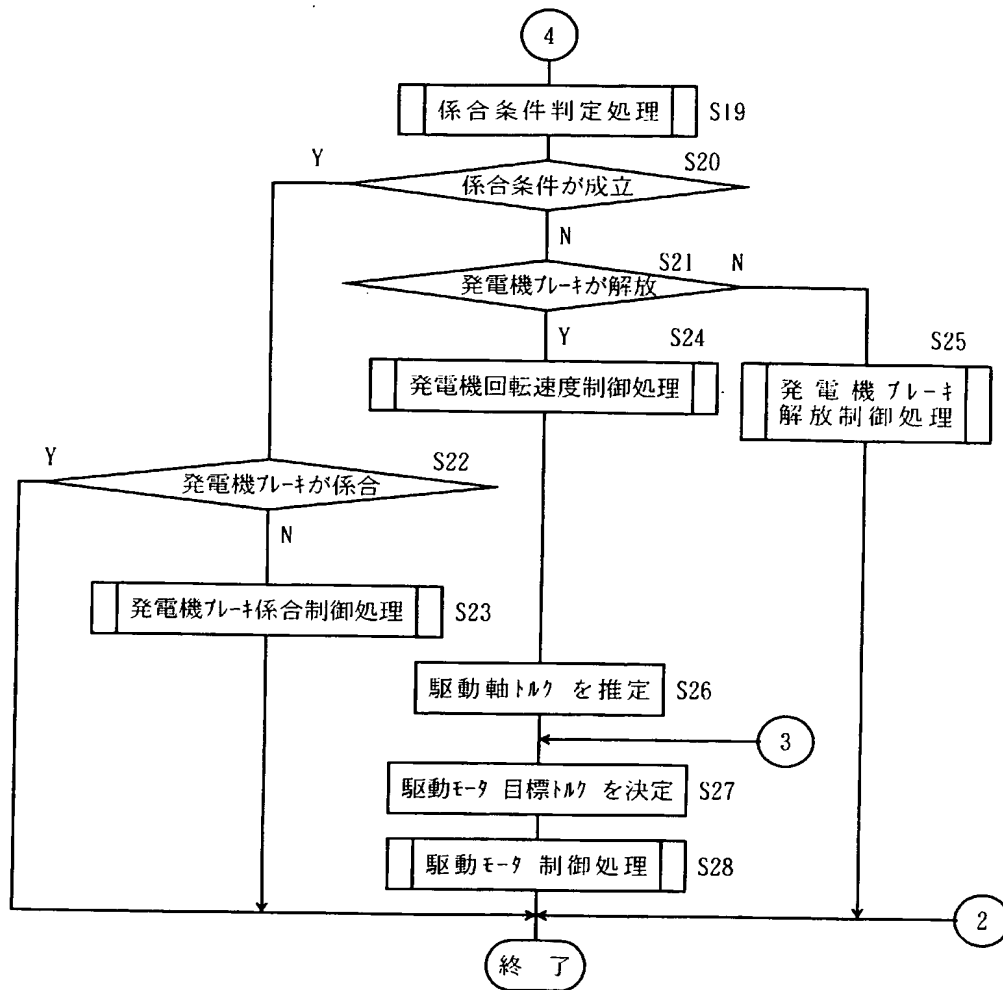 4
係合条件判定処理 S19
Y
S20
係合条件が成立
N
S21
N
発電機ﾌﾞﾚｰｷが解放
Y
S24
S25
発電機回転速度制御処理
発電機 ﾌﾞﾚｰｷ
解放制御処理
Y
S22
発電機ﾌﾞﾚｰｷが係合
N
発電機ﾌﾞﾚｰｷ係合制御処理 S23
駆動軸ﾄﾙｸ を推定 S26
3
駆動ﾓｰﾀ 目標ﾄﾙｸ を決定 S27
駆動ﾓｰﾀ 制御処理 S28
2
終 了